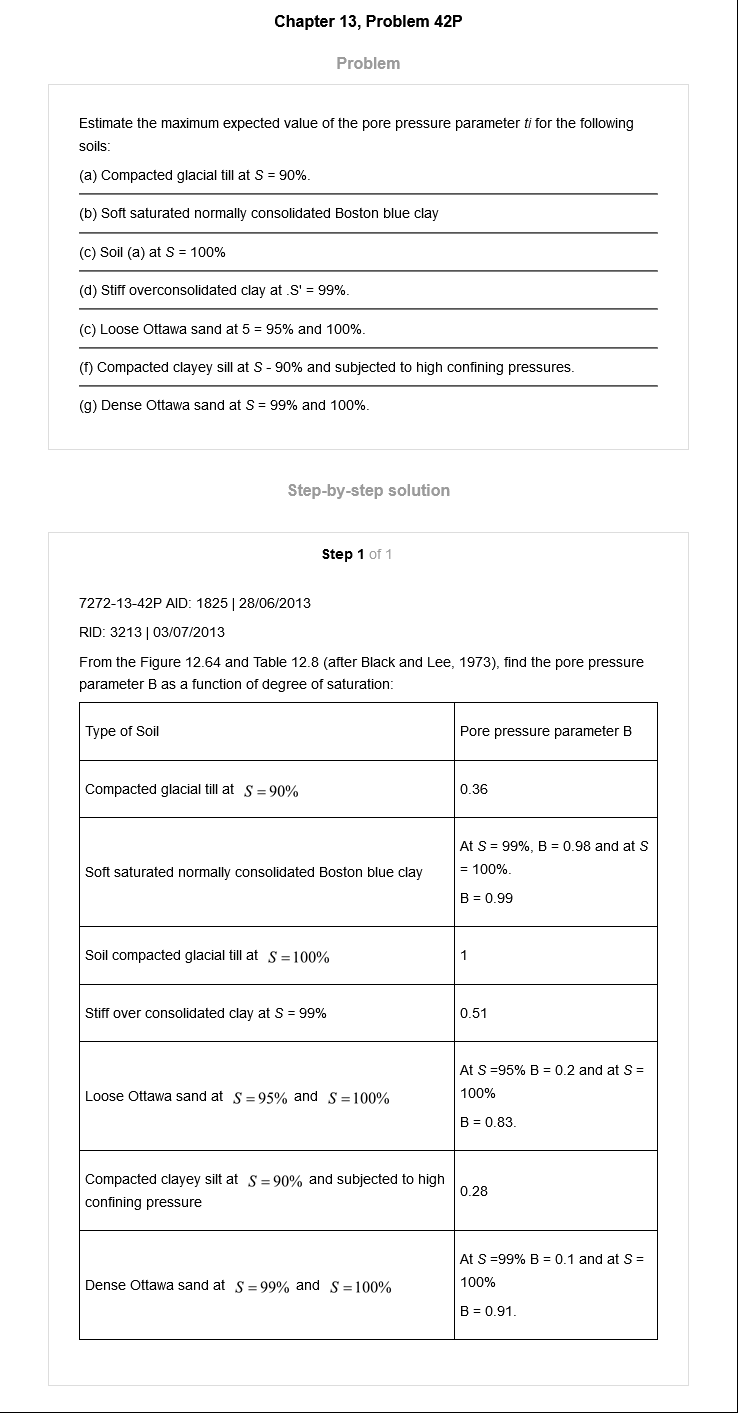 Chapter 13, Problem 42P
Problem
Estimate the maximum expected value of the pore pressure parameter ti for the following
soils:
(a) Compacted glacial till at S = 90%.
(b) Soft saturated normally consolidated Boston blue clay
(c) Soil (a) at S = 100%
(d) Stiff overconsolidated clay at .S' = 99%.
(c) Loose Ottawa sand at 5 = 95% and 100%.
(f) Compacted clayey sill at S - 90% and subjected to high confining pressures.
(g) Dense Ottawa sand at S = 99% and 100%.
Step-by-step solution
Step 1 of 1
7272-13-42P AID: 1825 | 28/06/2013
RID: 3213 | 03/07/2013
From the Figure 12.64 and Table 12.8 (after Black and Lee, 1973), find the pore pressure
parameter B as a function of degree of saturation:
Type of Soil
Pore pressure parameter B
Compacted glacial till at S = 90%
0.36
Soft saturated normally consolidated Boston blue clay
At S = 99%, B = 0.98 and at S
= 100%.
B = 0.99
Soil compacted glacial till at S = 100%
1
Stiff over consolidated clay at S = 99%
0.51
Loose Ottawa sand at S = 95% and S = 100%
At S =95% B = 0.2 and at S =
100%
B = 0.83.
Compacted clayey silt at S = 90% and subjected to high
confining pressure
0.28
Dense Ottawa sand at S = 99% and S = 100%
At S =99% B = 0.1 and at S =
100%
B = 0.91.